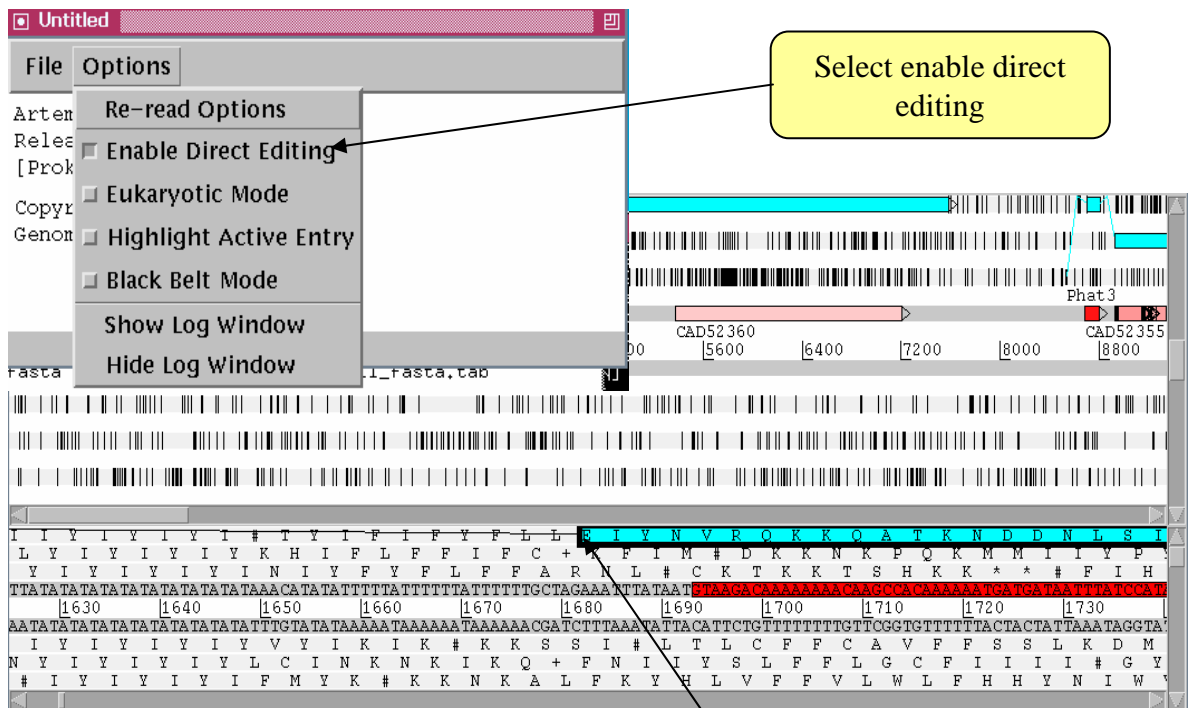 Untitled
File Options
Select enable direct
editing
Re-read Options
Enable Direct Editing
Eukaryotic Mode
Highlight Active Entry
Black Belt Mode
Show Log Window
Hide Log Window
Artem
Relea
[Prok
Copyr
Genom
Phat3
CAD52360 CAD52355
00 5600 6400 7200 8000 8800
fasta l_fasta.tab
I I Y I Y I Y I # T Y I F I F Y F L L E I Y N V R Q K K Q A T K N D D N L S I
1630 1640 1650 1660 1670 1680 1690 1700 1710 1720 1730
I Y I Y I Y I Y V Y I K I K # K K S S I # L T L C F F C A V F F S S L K D M
N Y I Y I Y I Y L C I N K N K I K Q + F N I I Y S L F F L G C F I I I I # G Y
# I Y I Y I Y I F M Y K # K K N K A L F K Y H L V F F V L W L F H H Y N I W